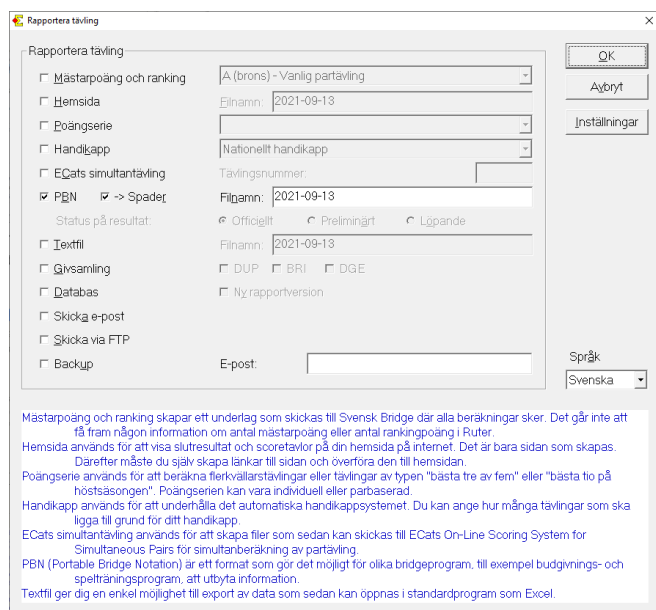 Rapportera tävling
Rapportera tävling
Mästarpoäng och ranking
A (brons) - Vanlig partävling
OK
Hemsida
Filnamn: 2021-09-13
Avbryt
Poängserie
Inställningar
Handikapp
Nationellt handikapp
ECats simultantävling
Tävlingsnummer:
PBN
-> Spader
Filnamn: 2021-09-13
Status på resultat:
Officiellt
Preliminärt
Löpande
Textfil
Filnamn: 2021-09-13
Givsamling
DUP
BRI
DGE
Databas
Ny rapportversion
Skicka e-post
Skicka via FTP
Backup
E-post:
Språk
Svenska
Mästarpoäng och ranking skapar ett underlag som skickas till Svensk Bridge där alla beräkningar sker. Det går inte att
få fram någon information om antal mästarpoäng eller antal rankingpoäng i Ruter.
Hemsida används för att visa slutresultat och scoretavlor på din hemsida på internet. Det är bara sidan som skapas.
Därefter måste du själv skapa länkar till sidan och överföra den till hemsidan.
Poängserie används för att beräkna flerkvällarstävlingar eller tävlingar av typen "bästa tre av fem" eller "bästa tio på
höstsäsongen". Poängserien kan vara individuell eller parbaserad.
Handikapp används för att underhålla det automatiska handikappsystemet. Du kan ange hur många tävlingar som ska
ligga till grund för ditt handikapp.
ECats simultantävling används för att skapa filer som sedan kan skickas till ECats On-Line Scoring System for
Simultaneous Pairs för simultanberäkning av partävling.
PBN (Portable Bridge Notation) är ett format som gör det möjligt för olika bridgeprogram, till exempel budgivnings- och
spelträningsprogram, att utbyta information.
Textfil ger dig en enkel möjlighet till export av data som sedan kan öppnas i standardprogram som Excel.